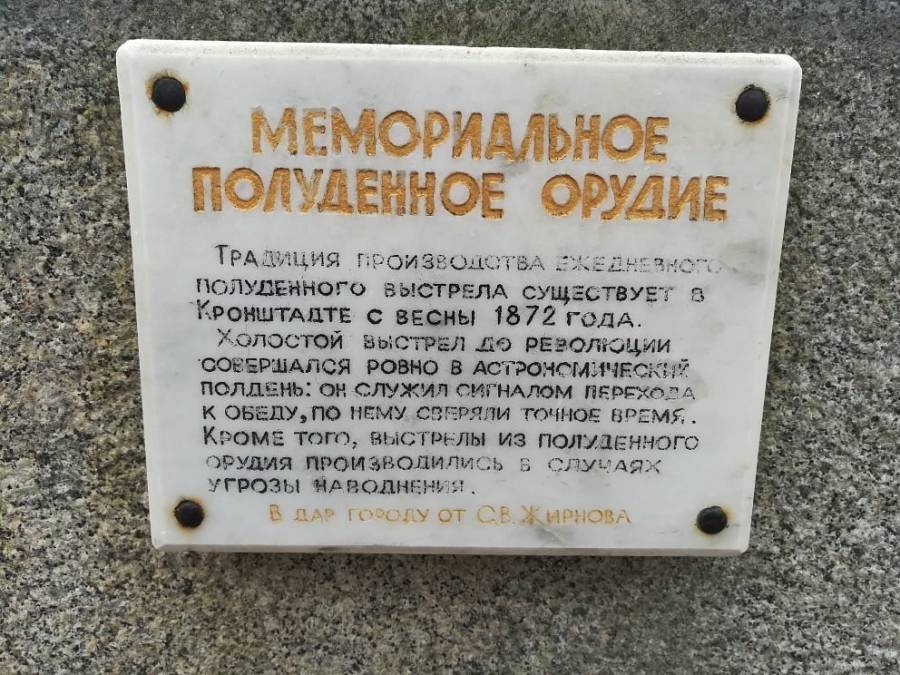 МЕМОРИАЛЬНОЕ
ПОЛУДЕННОЕ ОРУДИЕ
ТРАДИЦИЯ ПРОИЗВОДСТВА ЕЖЕДНЕВНОГО
ПОЛУДЕННОГО ВЫСТРЕЛА СУЩЕСТВУЕТ В
КРОНШТАДТЕ С ВЕСНЫ 1872 ГОДА.
ХОЛОСТОЙ ВЫСТРЕЛ ДО РЕВОЛЮЦИИ
СОВЕРШАЛСЯ РОВНО В АСТРОНОМИЧЕСКИЙ
ПОЛДЕНЬ: ОН СЛУЖИЛ СИГНАЛОМ ПЕРЕХОДА
К ОБЕДУ, ПО НЕМУ СВЕРЯЛИ ТОЧНОЕ ВРЕМЯ.
КРОМЕ ТОГО, ВЫСТРЕЛЫ ИЗ ПОЛУДЕННОГО
ОРУДИЯ ПРОИЗВОДИЛИСЬ В СЛУЧАЯХ
УГРОЗЫ НАВОДНЕНИЯ.
В ДАР ГОРОДУ ОТ С.В. ЖИРНОВА